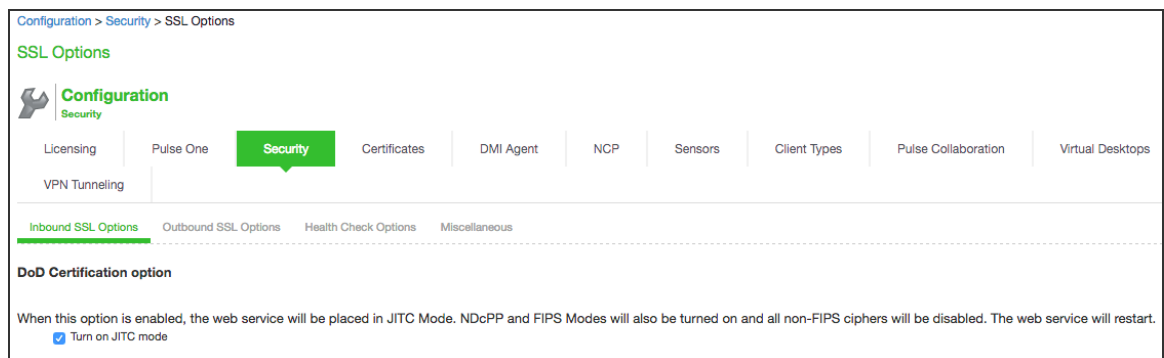 Configuration > Security > SSL Options
SSL Options
Configuration
Security
Licensing Pulse One Security Certificates DMI Agent NCP Sensors Client Types Pulse Collaboration Virtual Desktops
VPN Tunneling
Inbound SSL Options Outbound SSL Options Health Check Options Miscellaneous
DoD Certification option
When this option is enabled, the web service will be placed in JITC Mode. NDcPP and FIPS Modes will also be turned on and all non-FIPS ciphers will be disabled. The web service will restart.
Turn on JITC mode